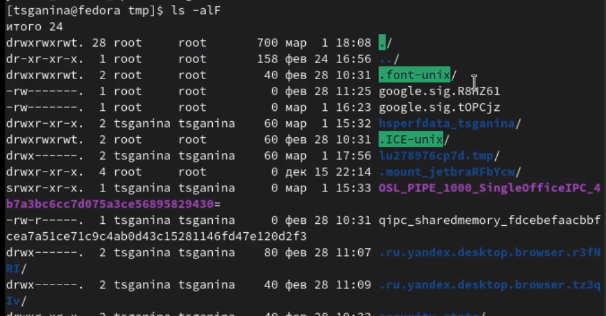 [tsganina@fedora tmp]$ ls -alF
итого 24
drwxrwxrwt. 28 root root 700 мар 1 18:08 ./
dr-xr-xr-x. 1 root root 158 фев 24 16:56 ../
drwxrwxrwt. 2 root root 40 фев 28 10:31 .font-unix/
-rw-------. 1 root root 0 фев 28 11:25 google.sig.R8MZ61
-rw-------. 1 root root 0 мар 1 16:23 google.sig.tOPCjz
drwxr-xr-x. 2 tsganina tsganina 60 мар 1 15:32 hsperfdata_tsganina/
drwxrwxrwt. 2 root root 60 фев 28 10:31 .ICE-unix/
drwx------. 2 tsganina tsganina 60 мар 1 17:56 lu278976cp7d.tmp/
drwxr-xr-x. 4 root root 0 дек 15 22:14 .mount_jetbraRFbYcw/
srwxr-xr-x. 1 tsganina tsganina 0 мар 1 15:33 OSL_PIPE_1000_SingleOfficeIPC_4
b7a3bc6cc7d075a3ce56895829430=
-rw-r-----. 1 tsganina tsganina 0 фев 28 10:31 qipc_sharedmemory_fdcebefaacbbf
cea7a51ce71c9c4ab0d43c15281146fd47e120d2f3
drwx------. 2 tsganina tsganina 80 фев 28 11:07 .ru.yandex.desktop.browser.r3fN
RI/
drwx------. 2 tsganina tsganina 40 фев 28 11:09 .ru.yandex.desktop.browser.tz3q
Iv/